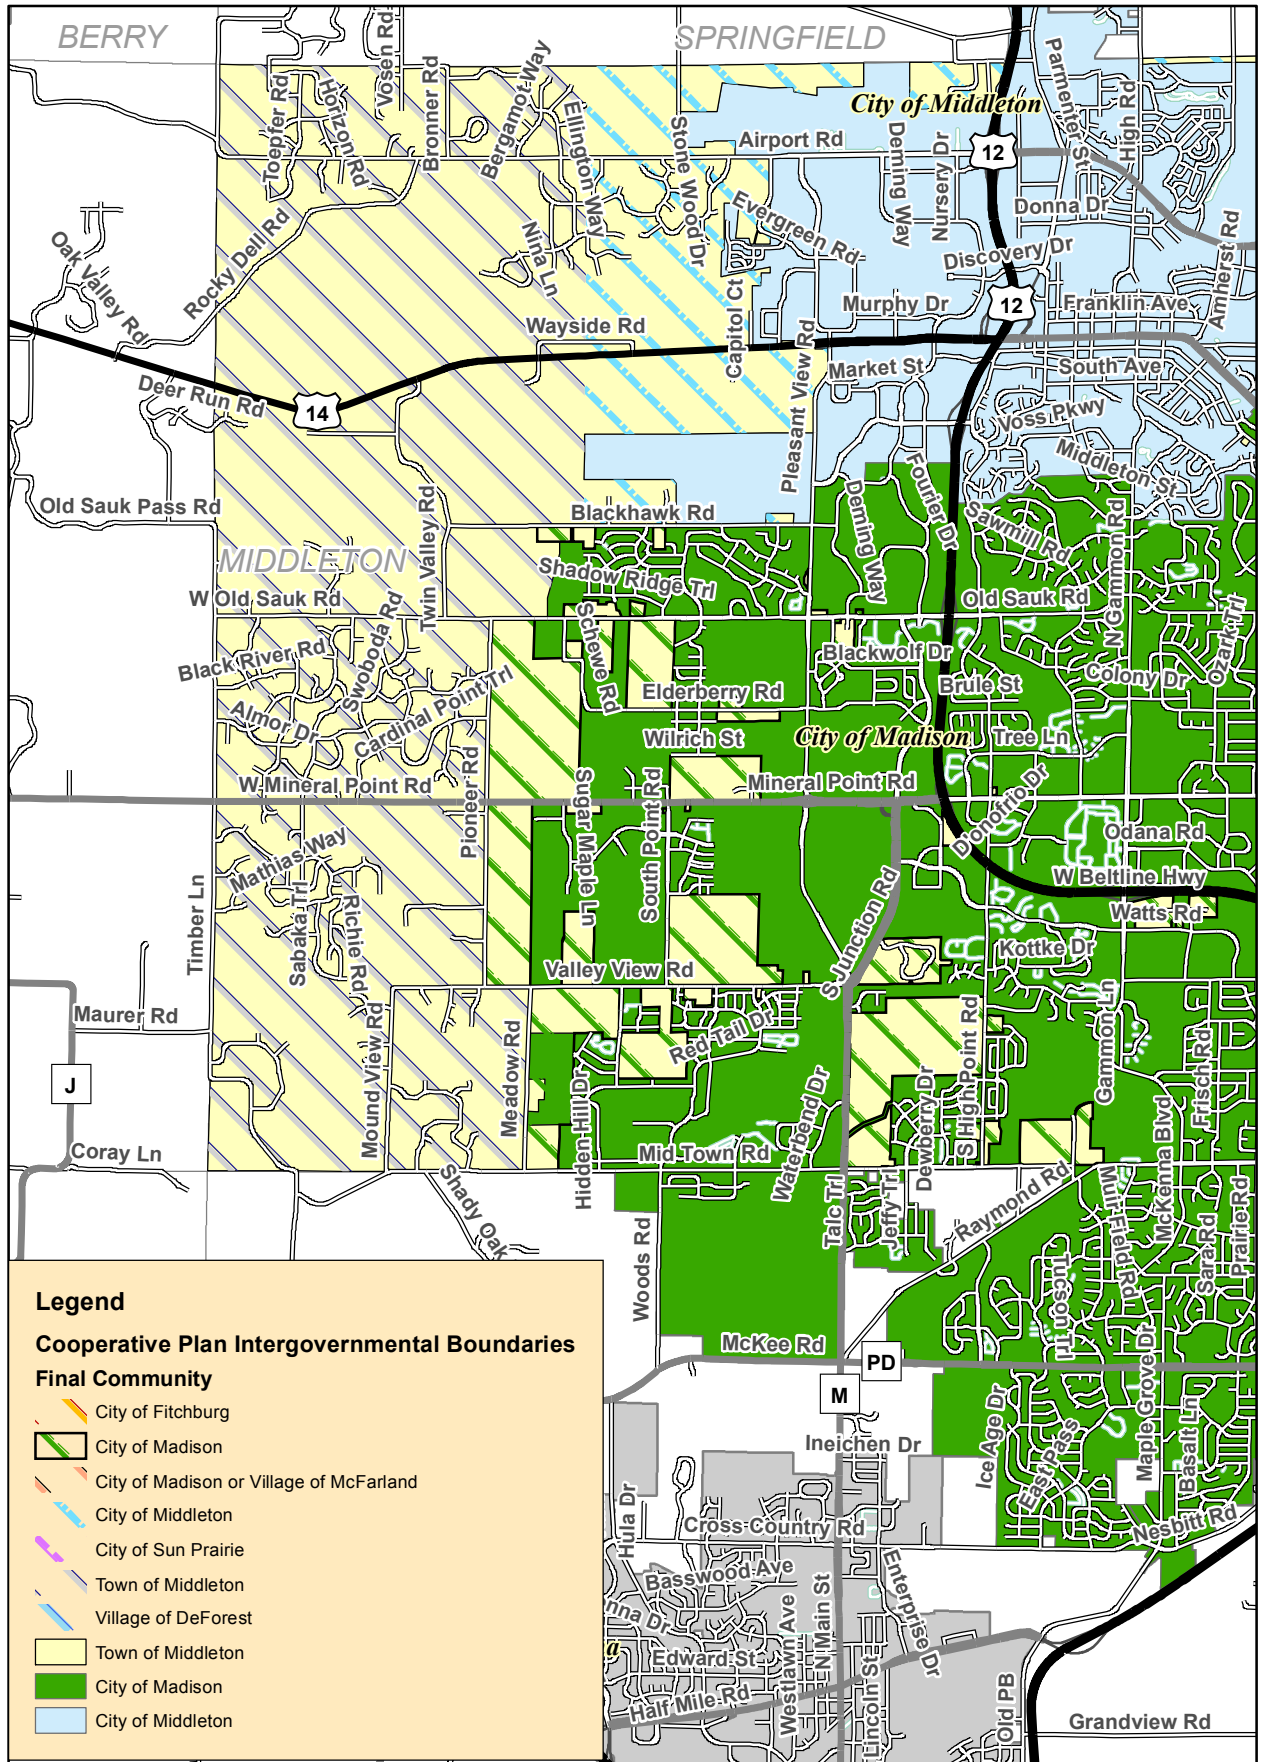 BERRY
SPRINGFIELD
Vosen Rd
Toepfer Rd
Horizon Rd
Bronner Rd
Bergamot Way
Ellington Way
Stone Wood Dr
City of Middleton
Parmenter St
High Rd
Airport Rd
Deming Way
Nursery Dr
12
Donna Dr
Evergreen Rd
Discovery Dr
Amherst Rd
Oak Valley Rd
Rocky Dell Rd
Nina Ln
Capitol Ct
Murphy Dr
12
Franklin Ave
Wayside Rd
Pleasant View Rd
Market St
South Ave
Deer Run Rd
14
Voss Pkwy
Middleton St
Old Sauk Pass Rd
Twin Valley Rd
Blackhawk Rd
Deming Way
Fourier Dr
Sawmill Rd
N Gammon Rd
MIDDLETON
Shadow Ridge Trl
W Old Sauk Rd
Old Sauk Rd
Ozark Trl
Swoboda Rd
Schewe Rd
Black River Rd
Blackwolf Dr
Colony Dr
Cardinal Point Trl
Elderberry Rd
Brule St
Almor Dr
Wilrich St
City of Madison
Tree Ln
Pioneer Rd
W Mineral Point Rd
Sugar Maple Ln
South Point Rd
Mineral Point Rd
Donofrio Dr
Odana Rd
Mathias Way
W Beltline Hwy
Timber Ln
Sabaka Trl
Richie Rd
S Junction Rd
Watts Rd
Kottke Dr
Valley View Rd
Maurer Rd
Mound View Rd
Meadow Rd
Red Tail Dr
S High Point Rd
Gammon Ln
Frisch Rd
J
Hidden Hill Dr
Waterbend Dr
Dewberry Dr
McKenna Blvd
Coray Ln
Mid Town Rd
Shady Oak
Talc Trl
Jeffy Trl
Raymond Rd
Muir Field Rd
Sara Rd
Prairie Rd
Woods Rd
Tucson Trl
McKee Rd
PD
M
Maple Grove Dr
Ineichen Dr
Ice Age Dr
East Pass
Basalt Ln
Hula Dr
Cross Country Rd
Nesbitt Rd
Basswood Ave
Enterprise Dr
nna Dr
Westlawn Ave
N Main St
a
Edward St
Lincoln St
Half Mile Rd
Old PB
Grandview Rd
Legend
Cooperative Plan Intergovernmental Boundaries
Final Community
City of Fitchburg
City of Madison
City of Madison or Village of McFarland
City of Middleton
City of Sun Prairie
Town of Middleton
Village of DeForest
Town of Middleton
City of Madison
City of Middleton